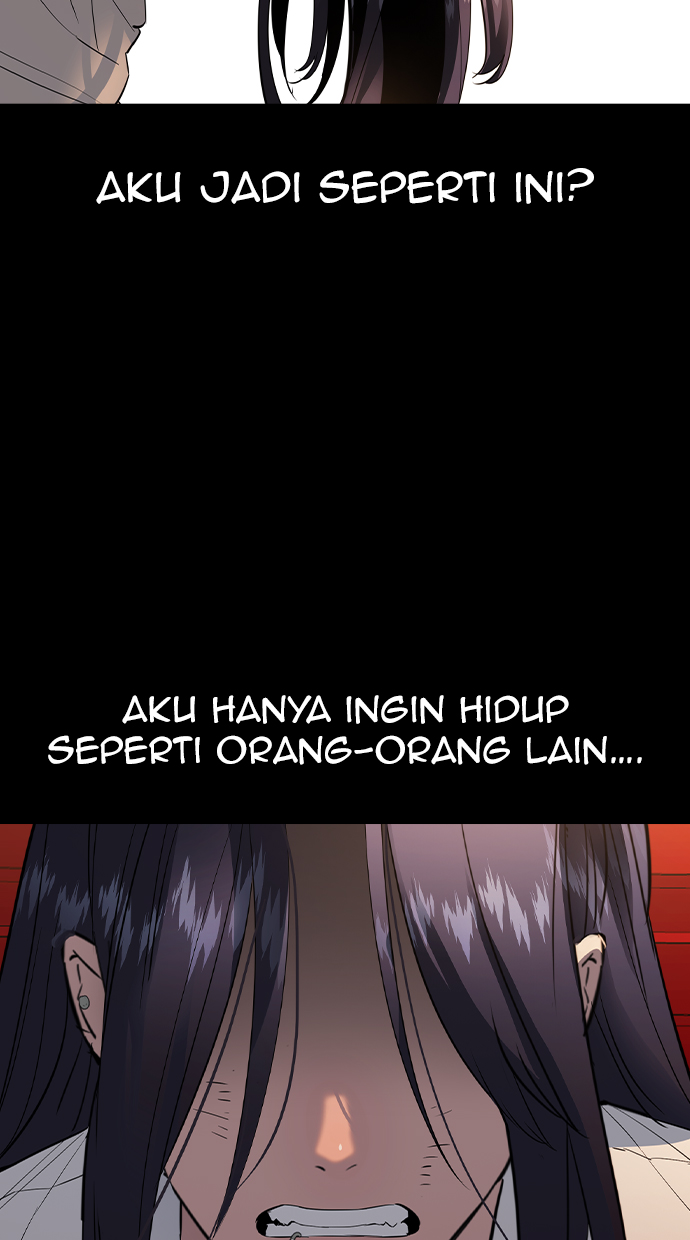 AKU JADI SEPERTI INI?
AKU HANYA INGIN HIDUP
SEPERTI ORANG-ORANG LAIN....